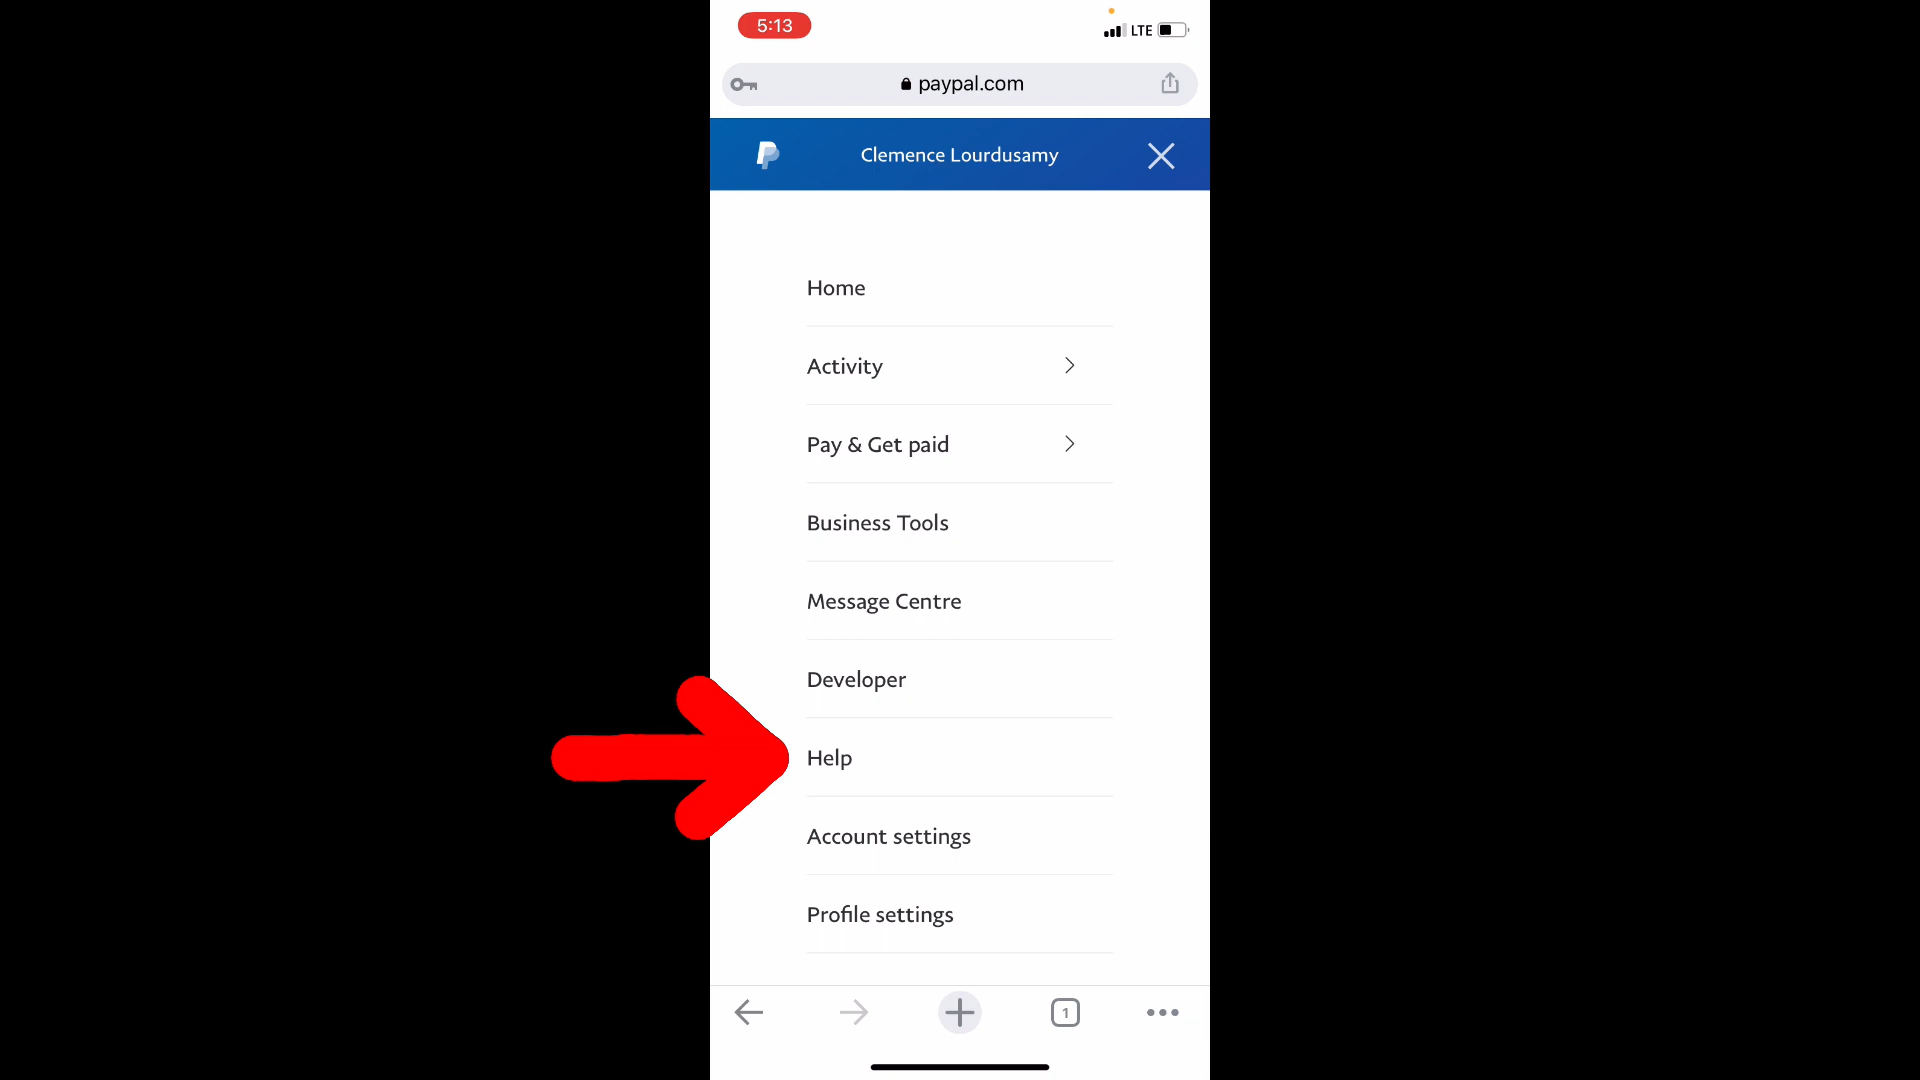 5:13
LTE
paypal.com
Clemence Lourdusamy
Home
Activity
Pay & Get paid
Business Tools
Message Centre
Developer
Help
Account settings
Profile settings
1